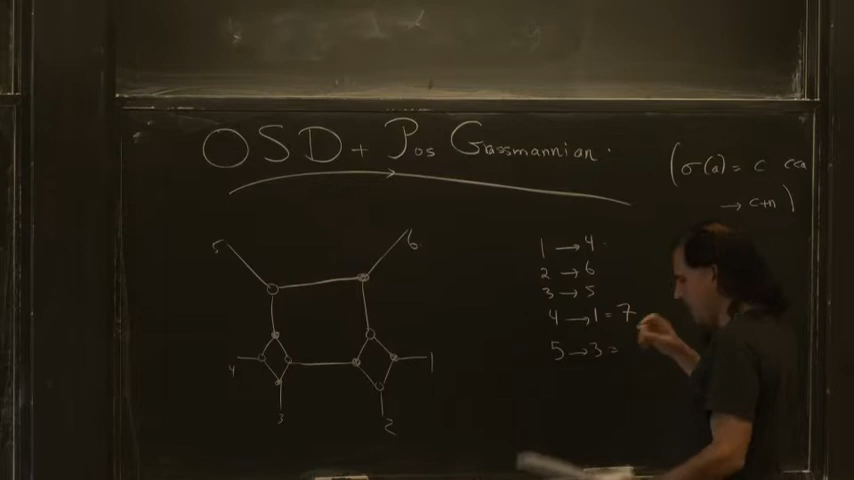 OSD + Pos Grassmannian.
(σ(a) = c c<a
→ c+n)
5 6.
4 1
3 2
1 → 4.
2 → 6
3 → 5
4 → 1 = 7
5 → 3 =